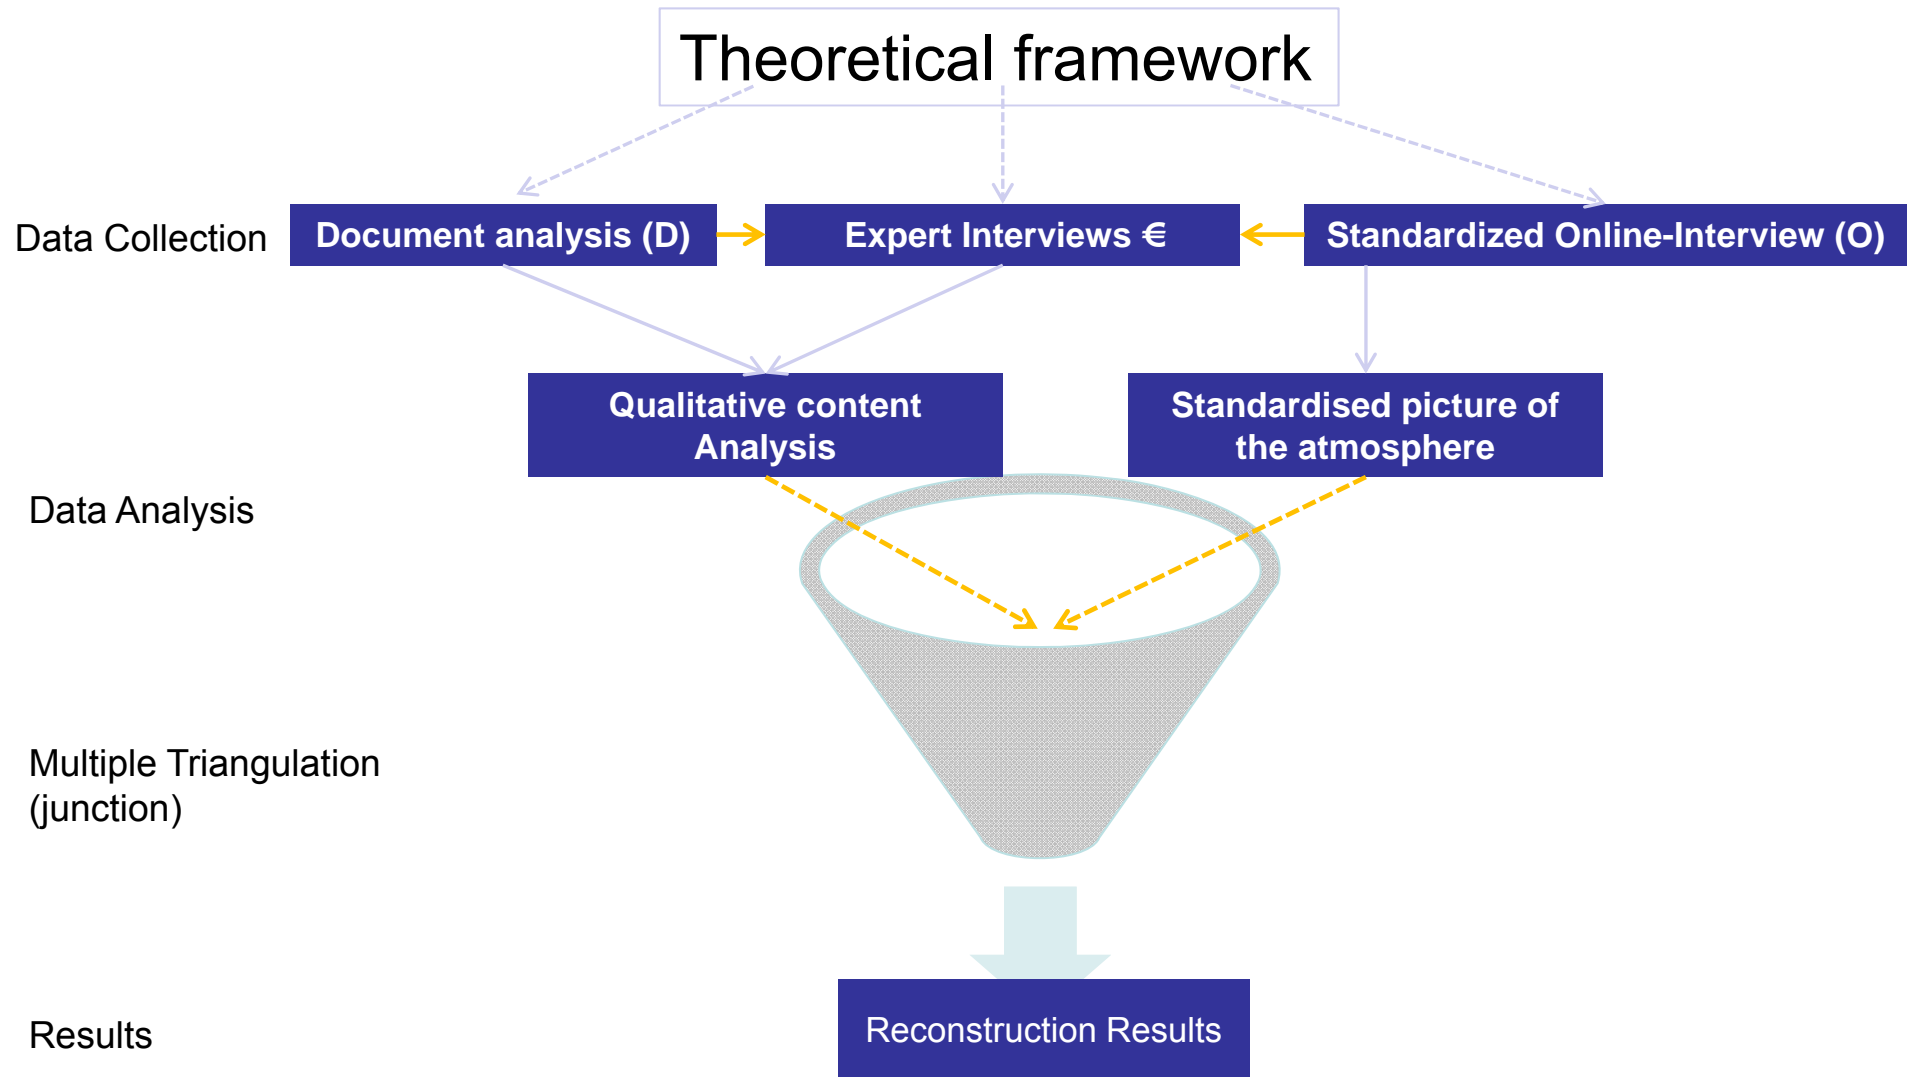 Theoretical framework
Data Collection
Document analysis (D)
Expert Interviews €
Standardized Online-Interview (O)
Qualitative content
Analysis
Standardised picture of
the atmosphere
Data Analysis
Multiple Triangulation
(junction)
Reconstruction Results
Results